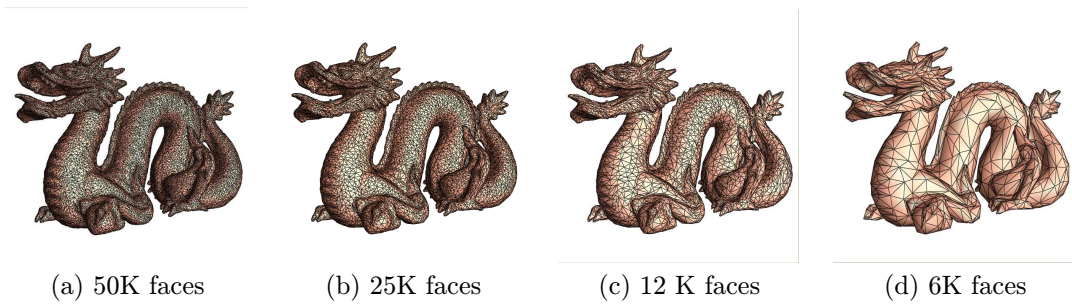 (a) 50K faces
(b) 25K faces
(c) 12 K faces
(d) 6K faces